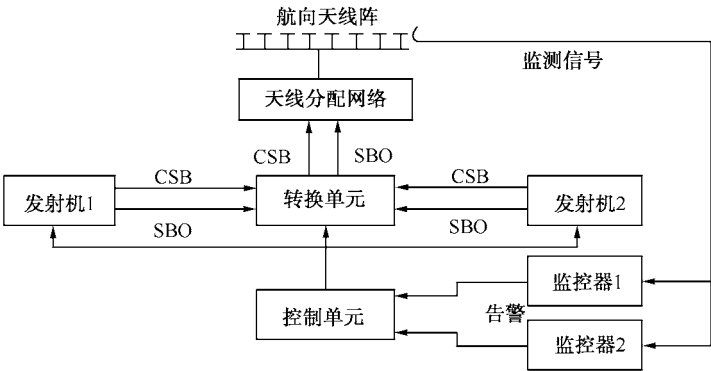 航向天线阵
监测信号
天线分配网络
CSB
SBO
CSB
CSB
发射机1
转换单元
发射机2
SBO
SBO
监控器1
控制单元
告警
监控器2